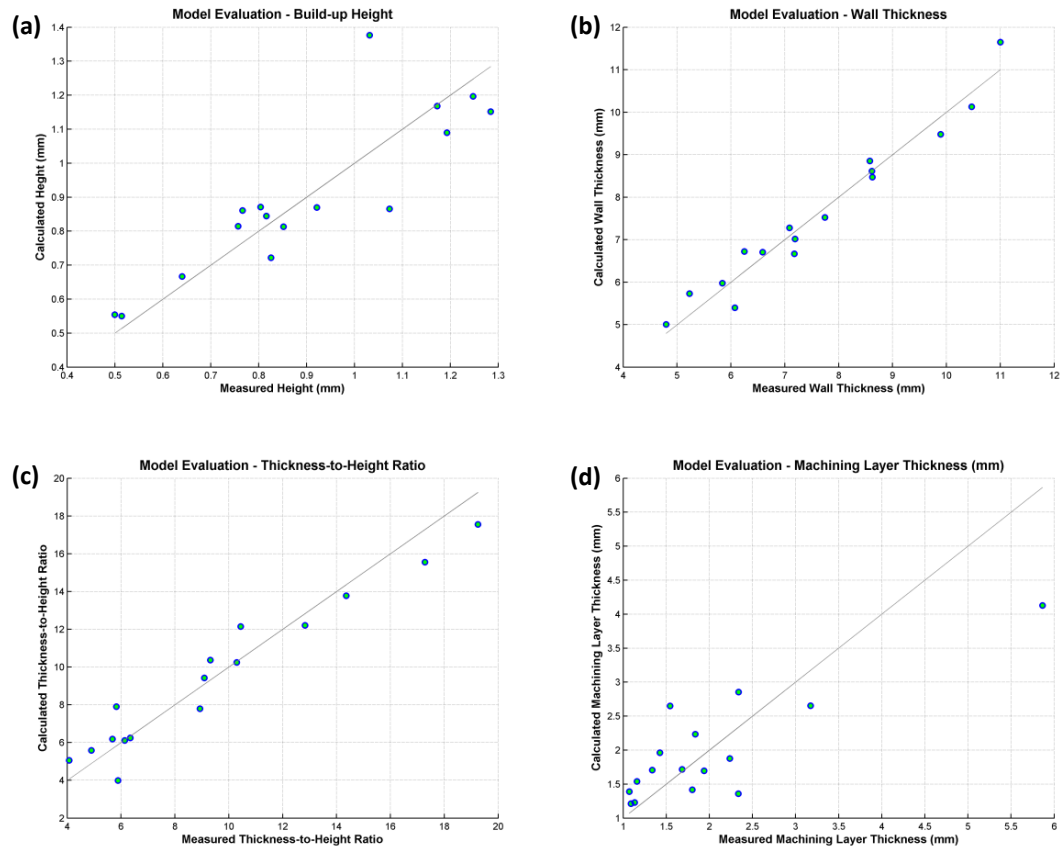 (a)
Model Evaluation - Build-up Height
1.4
1.3
1.2
1.1
1
0.9
0.8
0.7
0.6
0.5
0.4
0.4 0.5 0.6 0.7 0.8 0.9 1 1.1 1.2 1.3
Calculated Heght (mm)
Measured Height (mm)
(b)
Model Evaluation - Wall Thickness
12
11
10
9
8
7
6
5
4
4 5 6 7 8 9 10 11 12
Calculated Wall Thickness (mm)
Measured Wall Thickness (mm)
(c)
Model Evaluation - Thickness-to-Height Ratio
20
18
16
14
12
10
8
6
4
2
4 6 8 10 12 14 16 18 20
Calculated Thickness-to-Height Ratio
Measured Thickness-to-Height Ratio
(d)
Model Evaluation - Machining Layer Thickness (mm)
6
5.5
5
4.5
4
3.5
3
2.5
2
1.5
1
1 1.5 2 2.5 3 3.5 4 4.5 5 5.5 6
Calculated Machining Layer Thickness (mm)
Measured Machining Layer Thickness (mm)